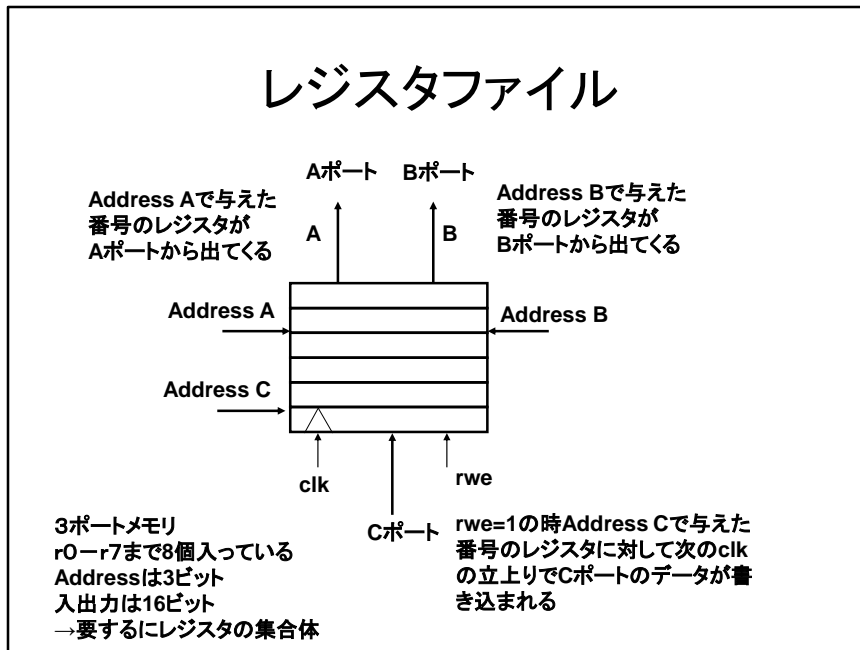 レジスタファイル
Aポート
Bポート
Address Aで与えた
番号のレジスタが
Aポートから出てくる
Address Bで与えた
番号のレジスタが
Bポートから出てくる
A
B
Address A
Address B
Address C
clk
rwe
Cポート
3ポートメモリ
r0-r7まで8個入っている
Addressは3ビット
入出力は16ビット
→要するにレジスタの集合体
rwe=1の時Address Cで与えた
番号のレジスタに対して次のclk
の立上りでCポートのデータが書
き込まれる